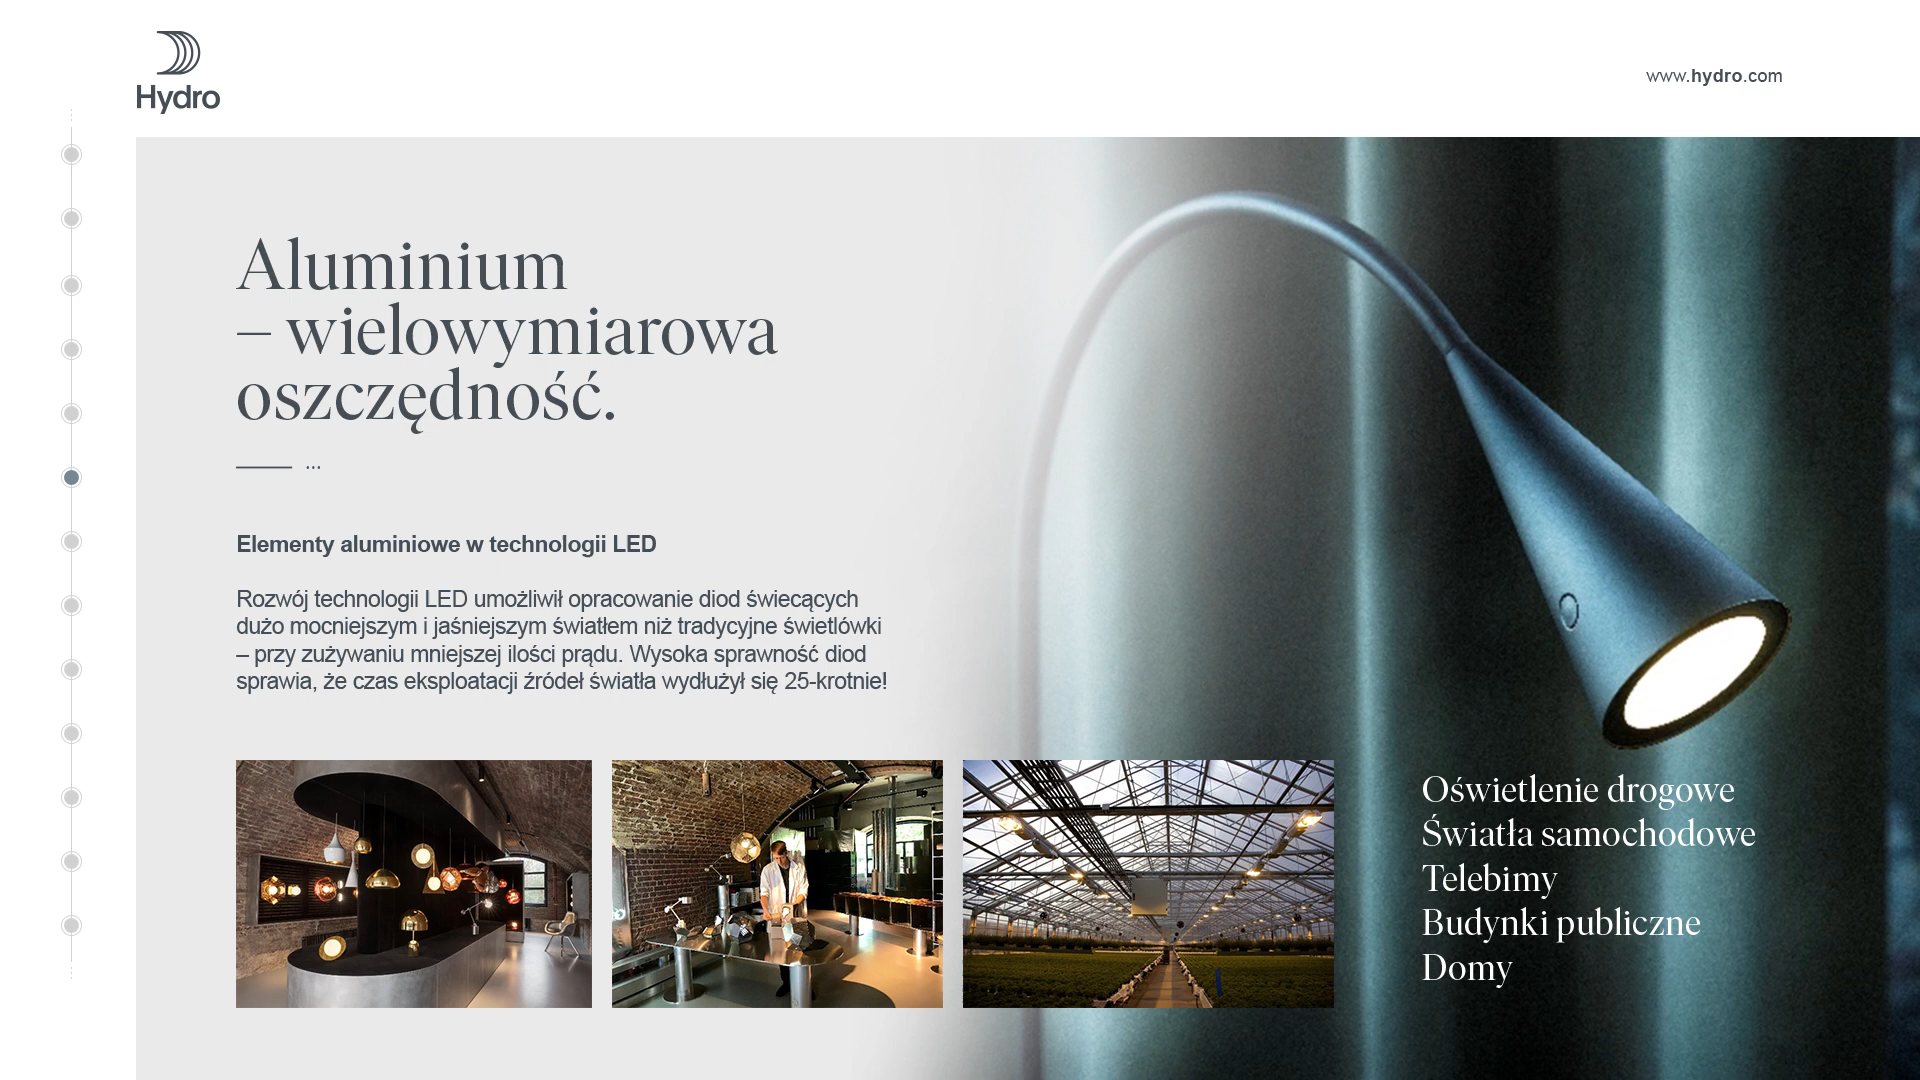 Hydro
www.hydro.com
Aluminium
– wielowymiarowa
oszczędność.
...
Elementy aluminiowe w technologii LED
Rozwój technologii LED umożliwił opracowanie diod świecących
dużo mocniejszym i jaśniejszym światłem niż tradycyjne świetlówki
– przy zużywaniu mniejszej ilości prądu. Wysoka sprawność diod
sprawia, że czas eksploatacji źródeł światła wydłużył się 25-krotnie!
Oświetlenie drogowe
Światła samochodowe
Telebimy
Budynki publiczne
Domy